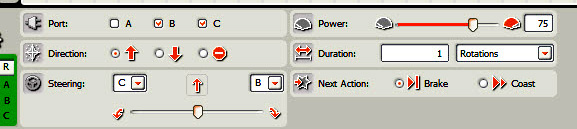 Port: A B C
Power: 75
Direction:
Duration: 1 Rotations
Steering: C B
Next Action: Brake Coast
R
A
B
C